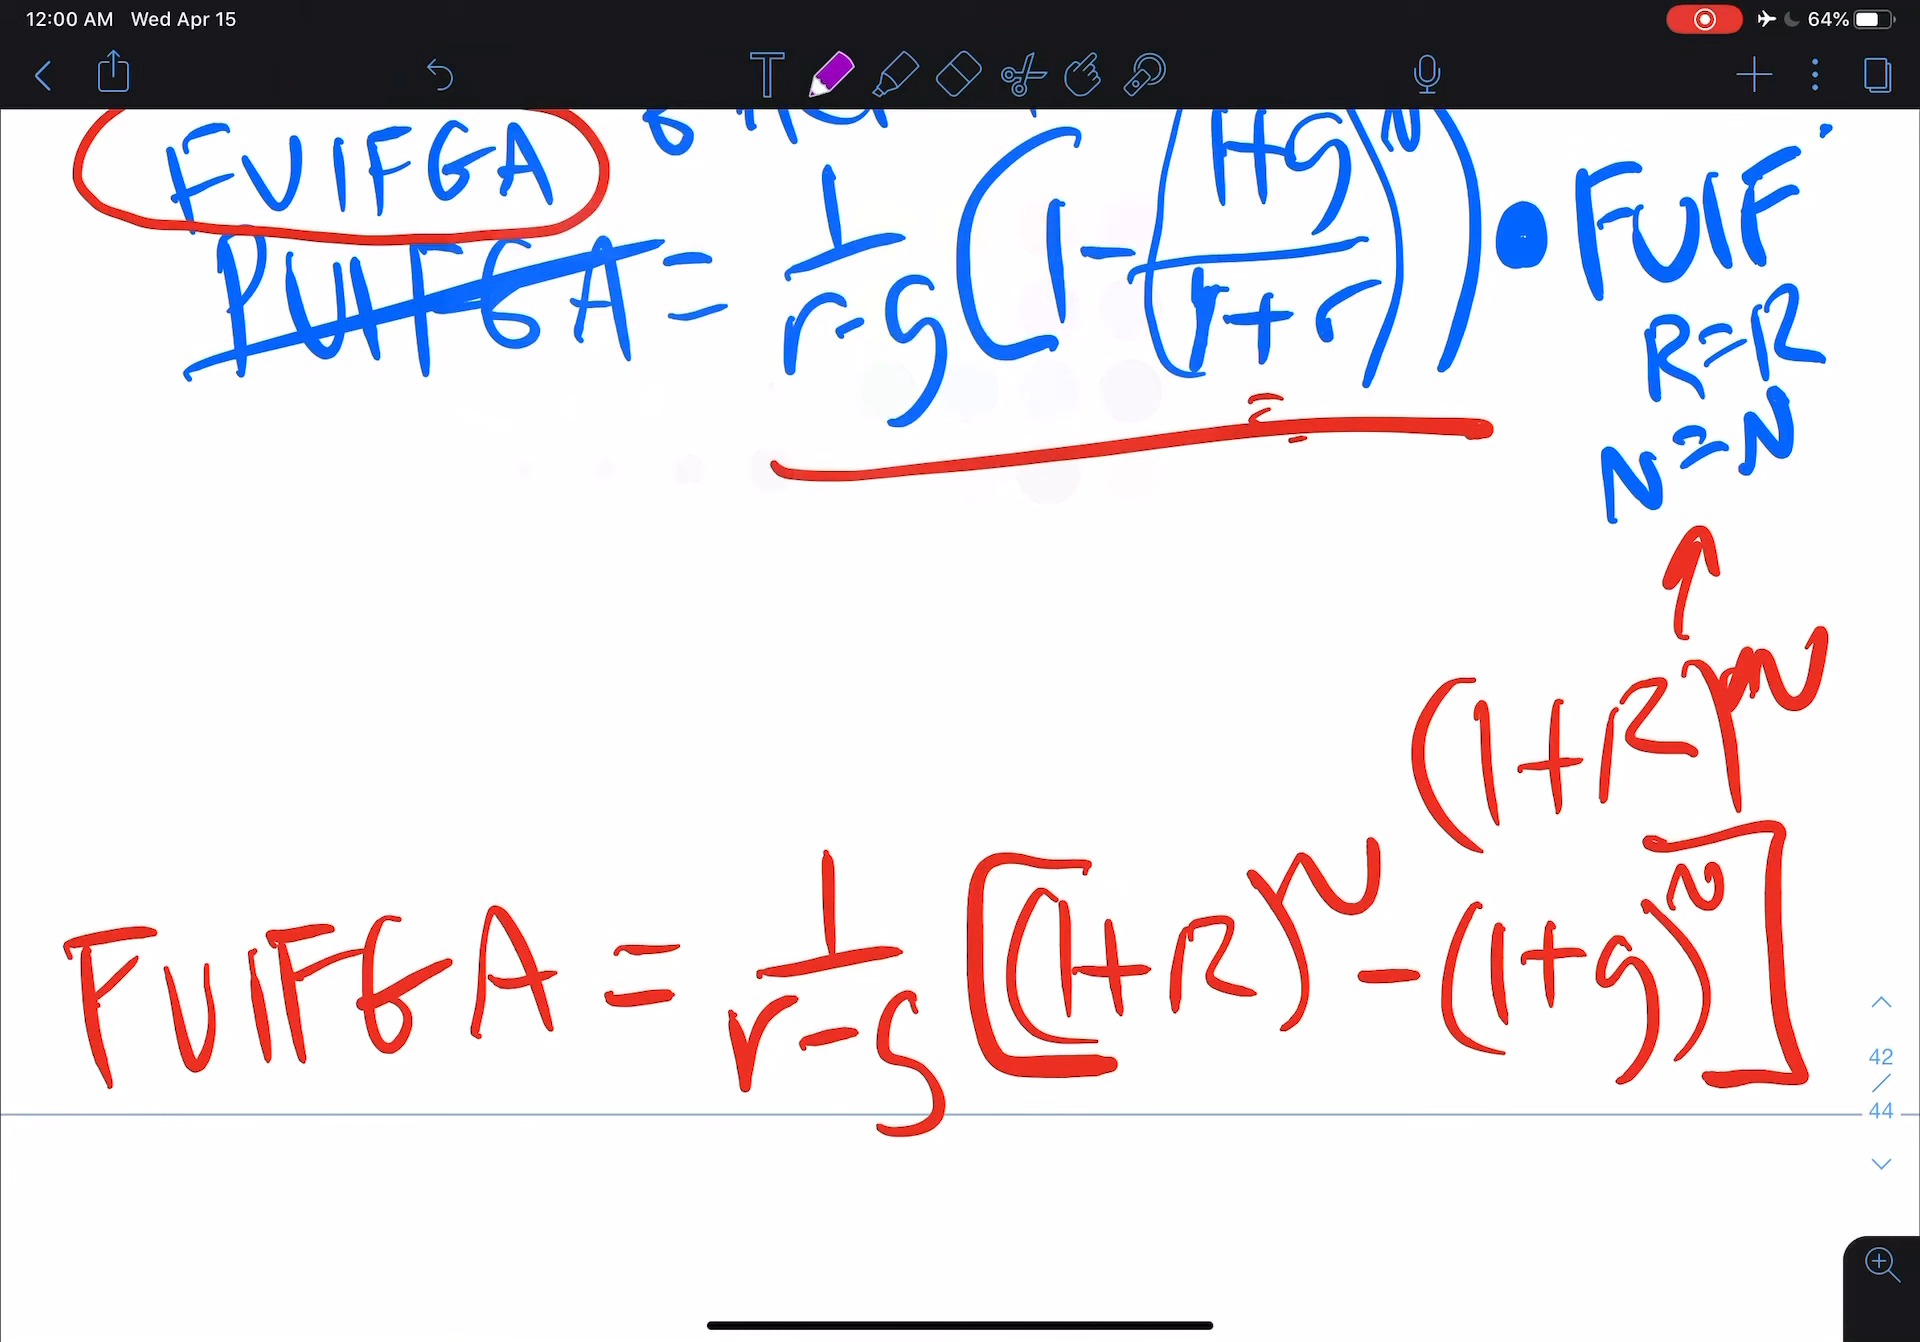 12:00 AM Wed Apr 15 64%
FVIFGA
PVIFGA = 1/(r-g) (1 - ((1+g)/(1+r))^N) • FVIF
R=R
N=N
(1+R)^N
FVIFGA = 1/(r-g) [(1+R)^N - (1+g)^N]
42
/
44